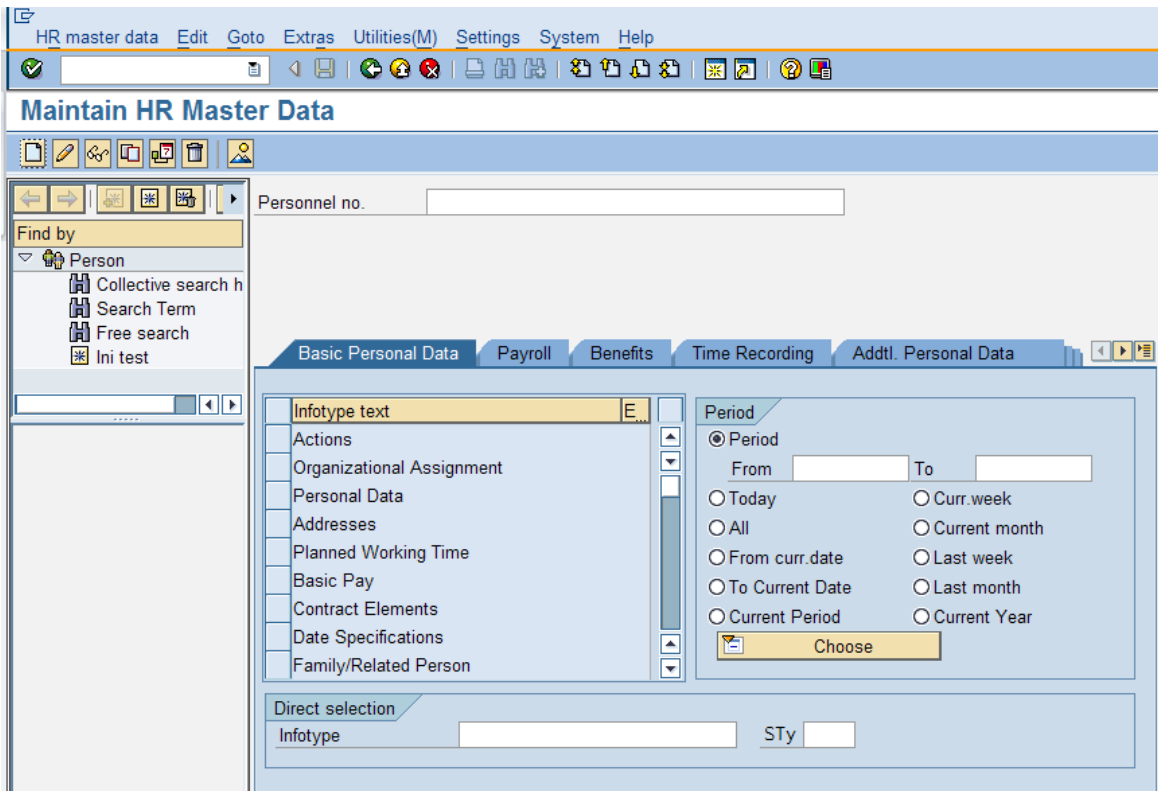 HR master data Edit Goto Extras Utilities(M) Settings System Help
Maintain HR Master Data
Personnel no.
Find by
Person
Collective search h
Search Term
Free search
Ini test
Basic Personal Data Payroll Benefits Time Recording Addtl. Personal Data
Infotype text E..
Actions
Organizational Assignment
Personal Data
Addresses
Planned Working Time
Basic Pay
Contract Elements
Date Specifications
Family/Related Person
Period
Period
From To
Today Curr.week
All Current month
From curr.date Last week
To Current Date Last month
Current Period Current Year
Choose
Direct selection
Infotype STy